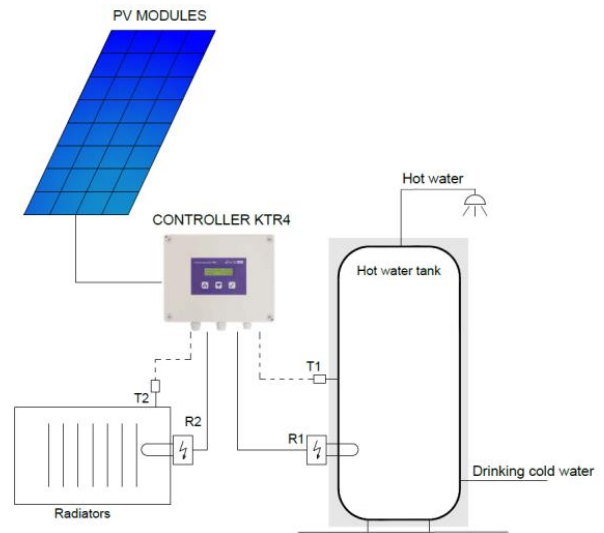 PV MODULES
Hot water
CONTROLLER KTR4
Hot water tank
T1
T2
R2
R1
Drinking cold water
Radiators